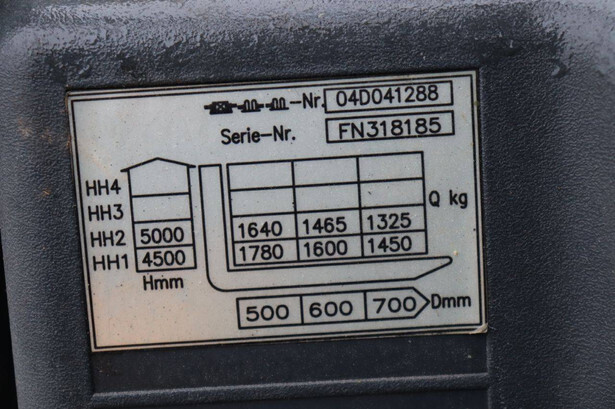 -Nr. 04D041288
Serie-Nr. FN318185
HH4
HH3 Q kg
HH2 5000 1640 1465 1325
HH1 4500 1780 1600 1450
Hmm
500 600 700 Dmm